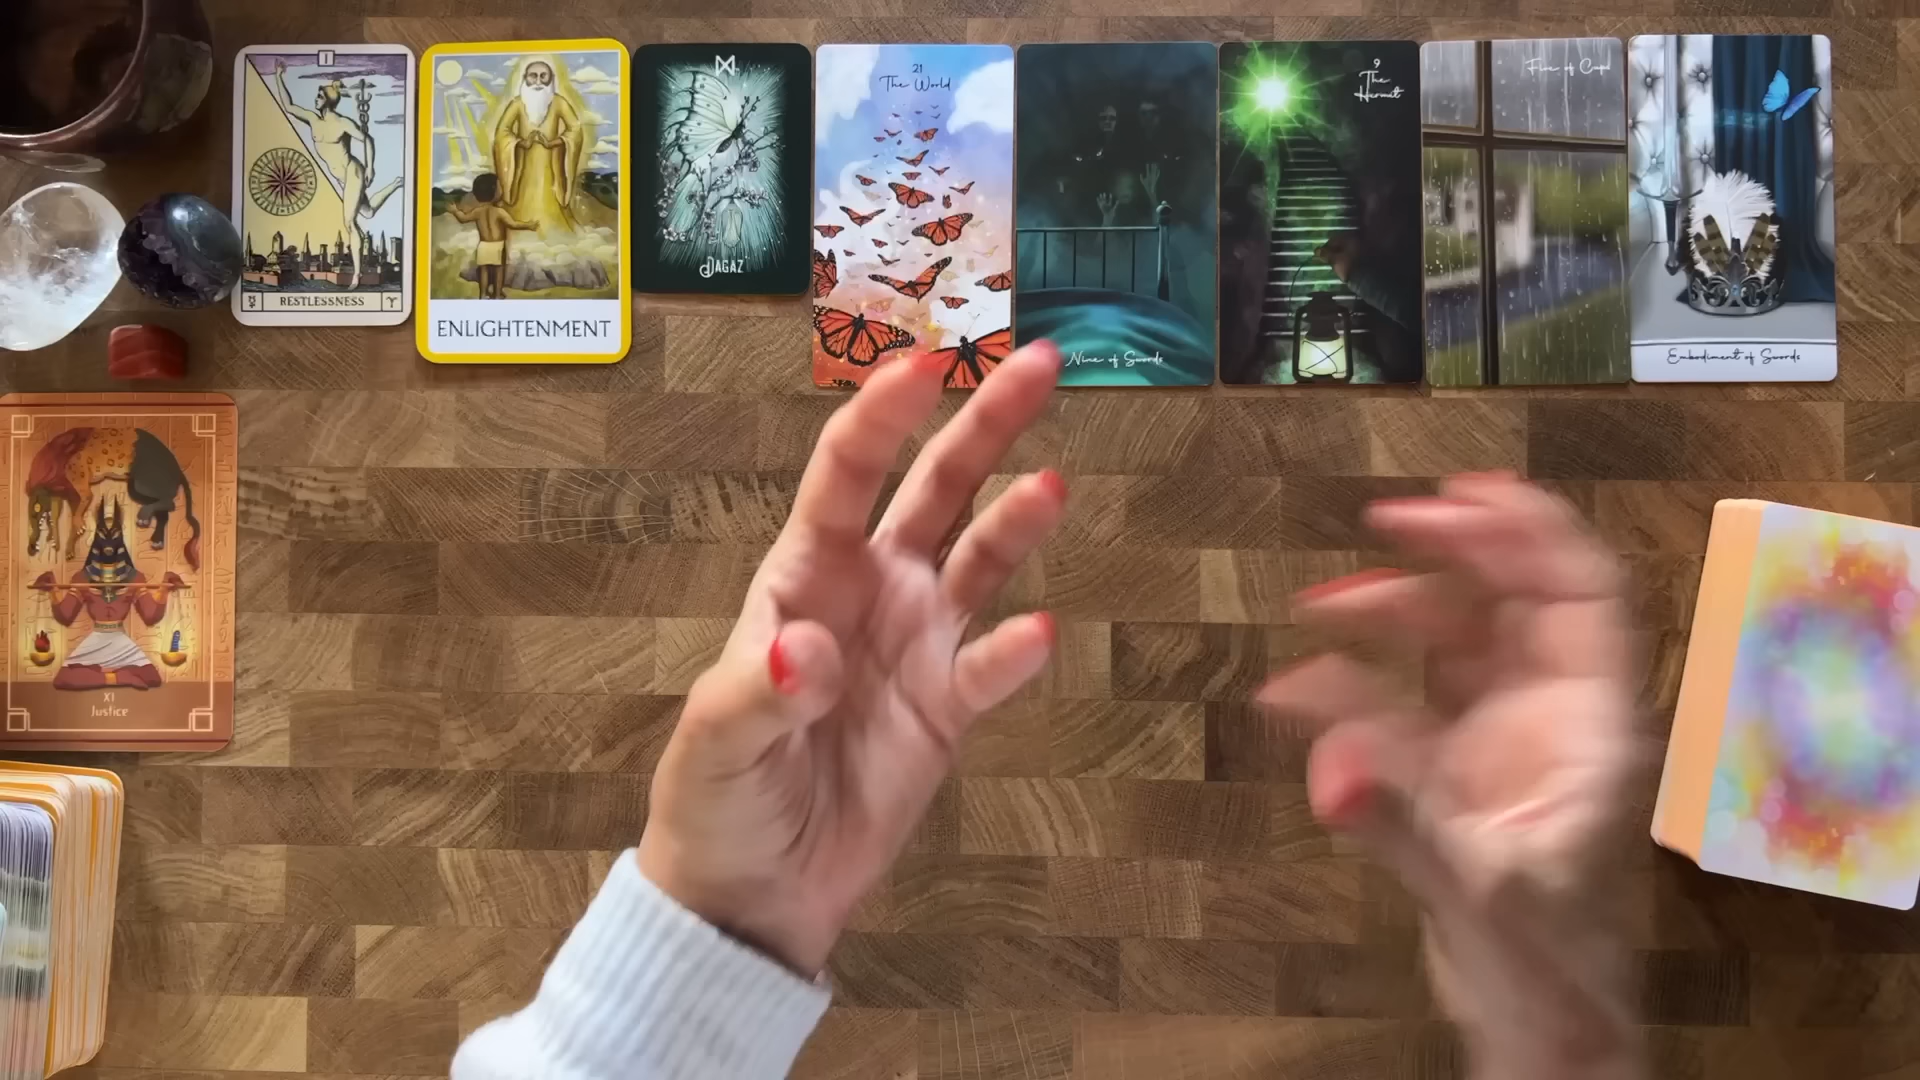 I
RESTLESSNESS
ENLIGHTENMENT
DAGAZ
21
The World
Nine of Swords
9
The
Hermit
Five of Cups
Embodiment of Swords
XI
Justice